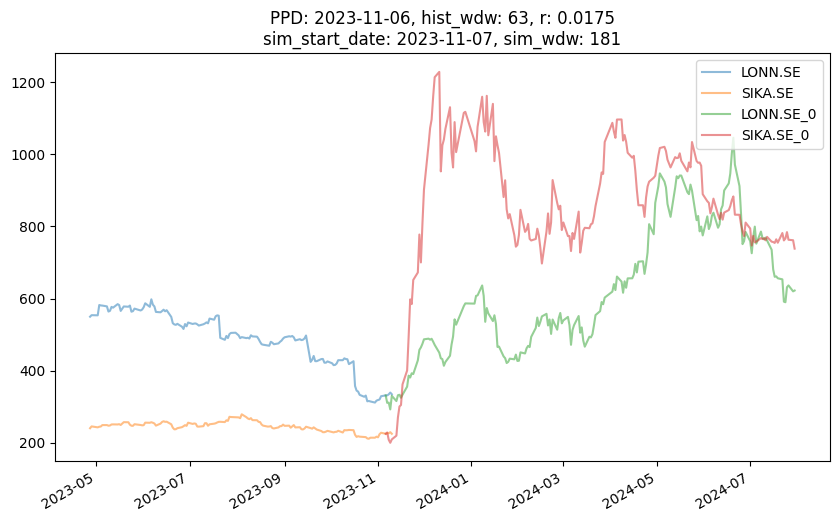 PPD: 2023-11-06, hist_wdw: 63, r: 0.0175
sim_start_date: 2023-11-07, sim_wdw: 181
LONN.SE
SIKA.SE
LONN.SE_0
SIKA.SE_0
1200
1000
800
600
400
200
2023-05
2023-07
2023-09
2023-11
2024-01
2024-03
2024-05
2024-07